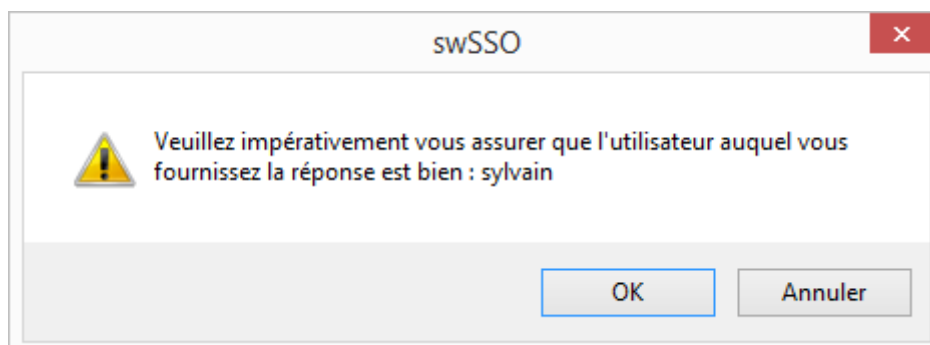 swSSO
Veuillez impérativement vous assurer que l'utilisateur auquel vous
fournissez la réponse est bien : sylvain
OK
Annuler